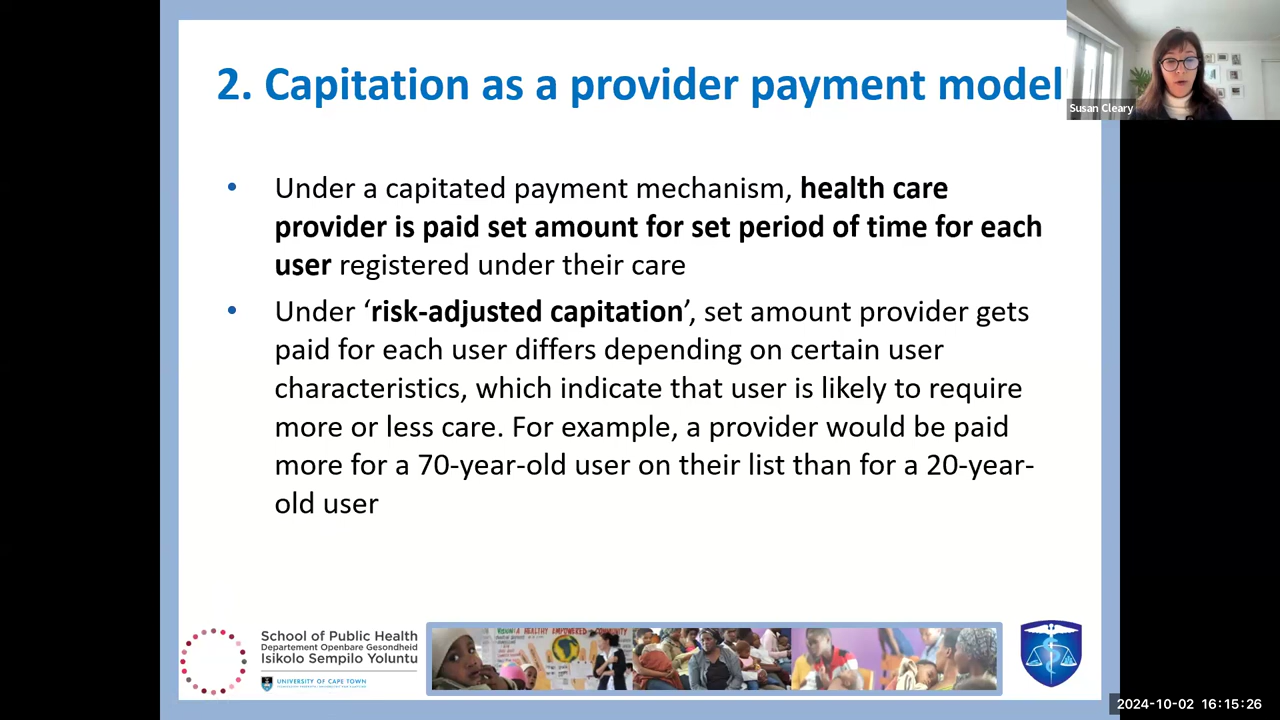 2. Capitation as a provider payment model
Susan Cleary
• Under a capitated payment mechanism, health care
provider is paid set amount for set period of time for each
user registered under their care
• Under ‘risk-adjusted capitation’, set amount provider gets
paid for each user differs depending on certain user
characteristics, which indicate that user is likely to require
more or less care. For example, a provider would be paid
more for a 70-year-old user on their list than for a 20-year-
old user
School of Public Health
Departement Openbare Gesondheid
Isikolo Sempilo Yoluntu
UNIVERSITY OF CAPE TOWN
A HEALTHY EMPOWERED COMMUNITY
2024-10-02 16:15:26